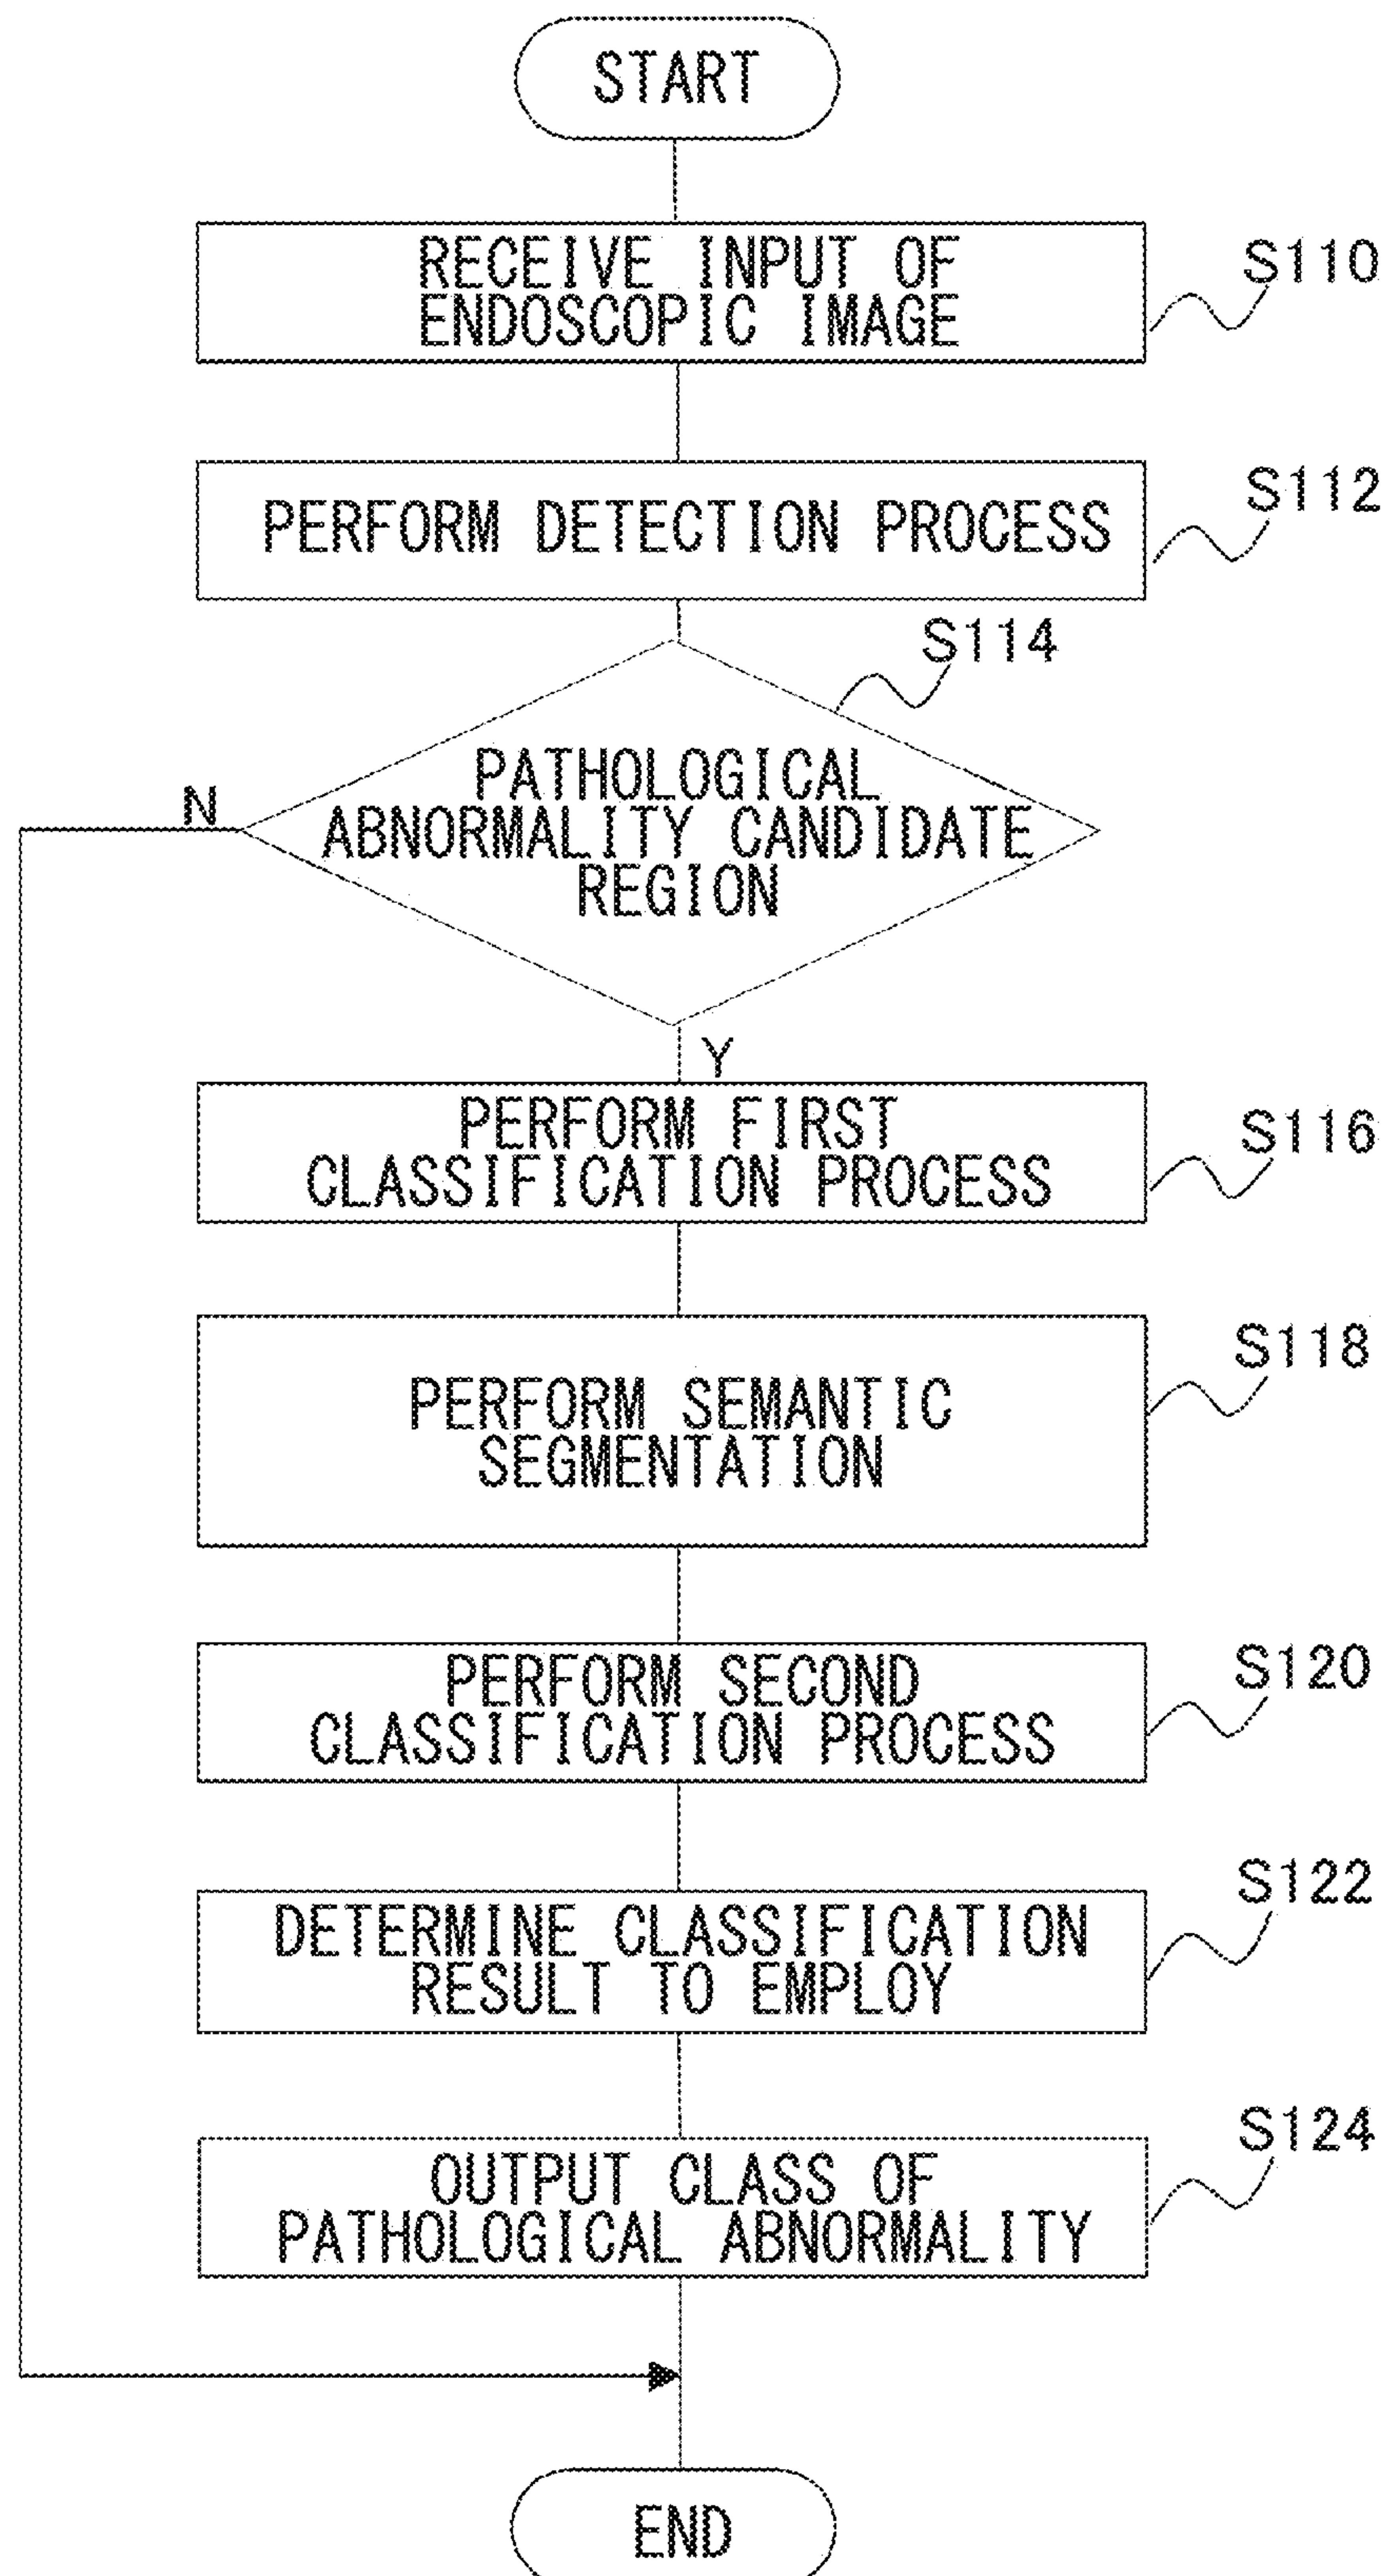 START
RECEIVE INPUT OF
ENDOSCOPIC IMAGE
S110
PERFORM DETECTION PROCESS
S112
S114
PATHOLOGICAL
ABNORMALITY CANDIDATE
REGION
N
Y
PERFORM FIRST
CLASSIFICATION PROCESS
S116
PERFORM SEMANTIC
SEGMENTATION
S118
PERFORM SECOND
CLASSIFICATION PROCESS
S120
DETERMINE CLASSIFICATION
RESULT TO EMPLOY
S122
OUTPUT CLASS OF
PATHOLOGICAL ABNORMALITY
S124
END